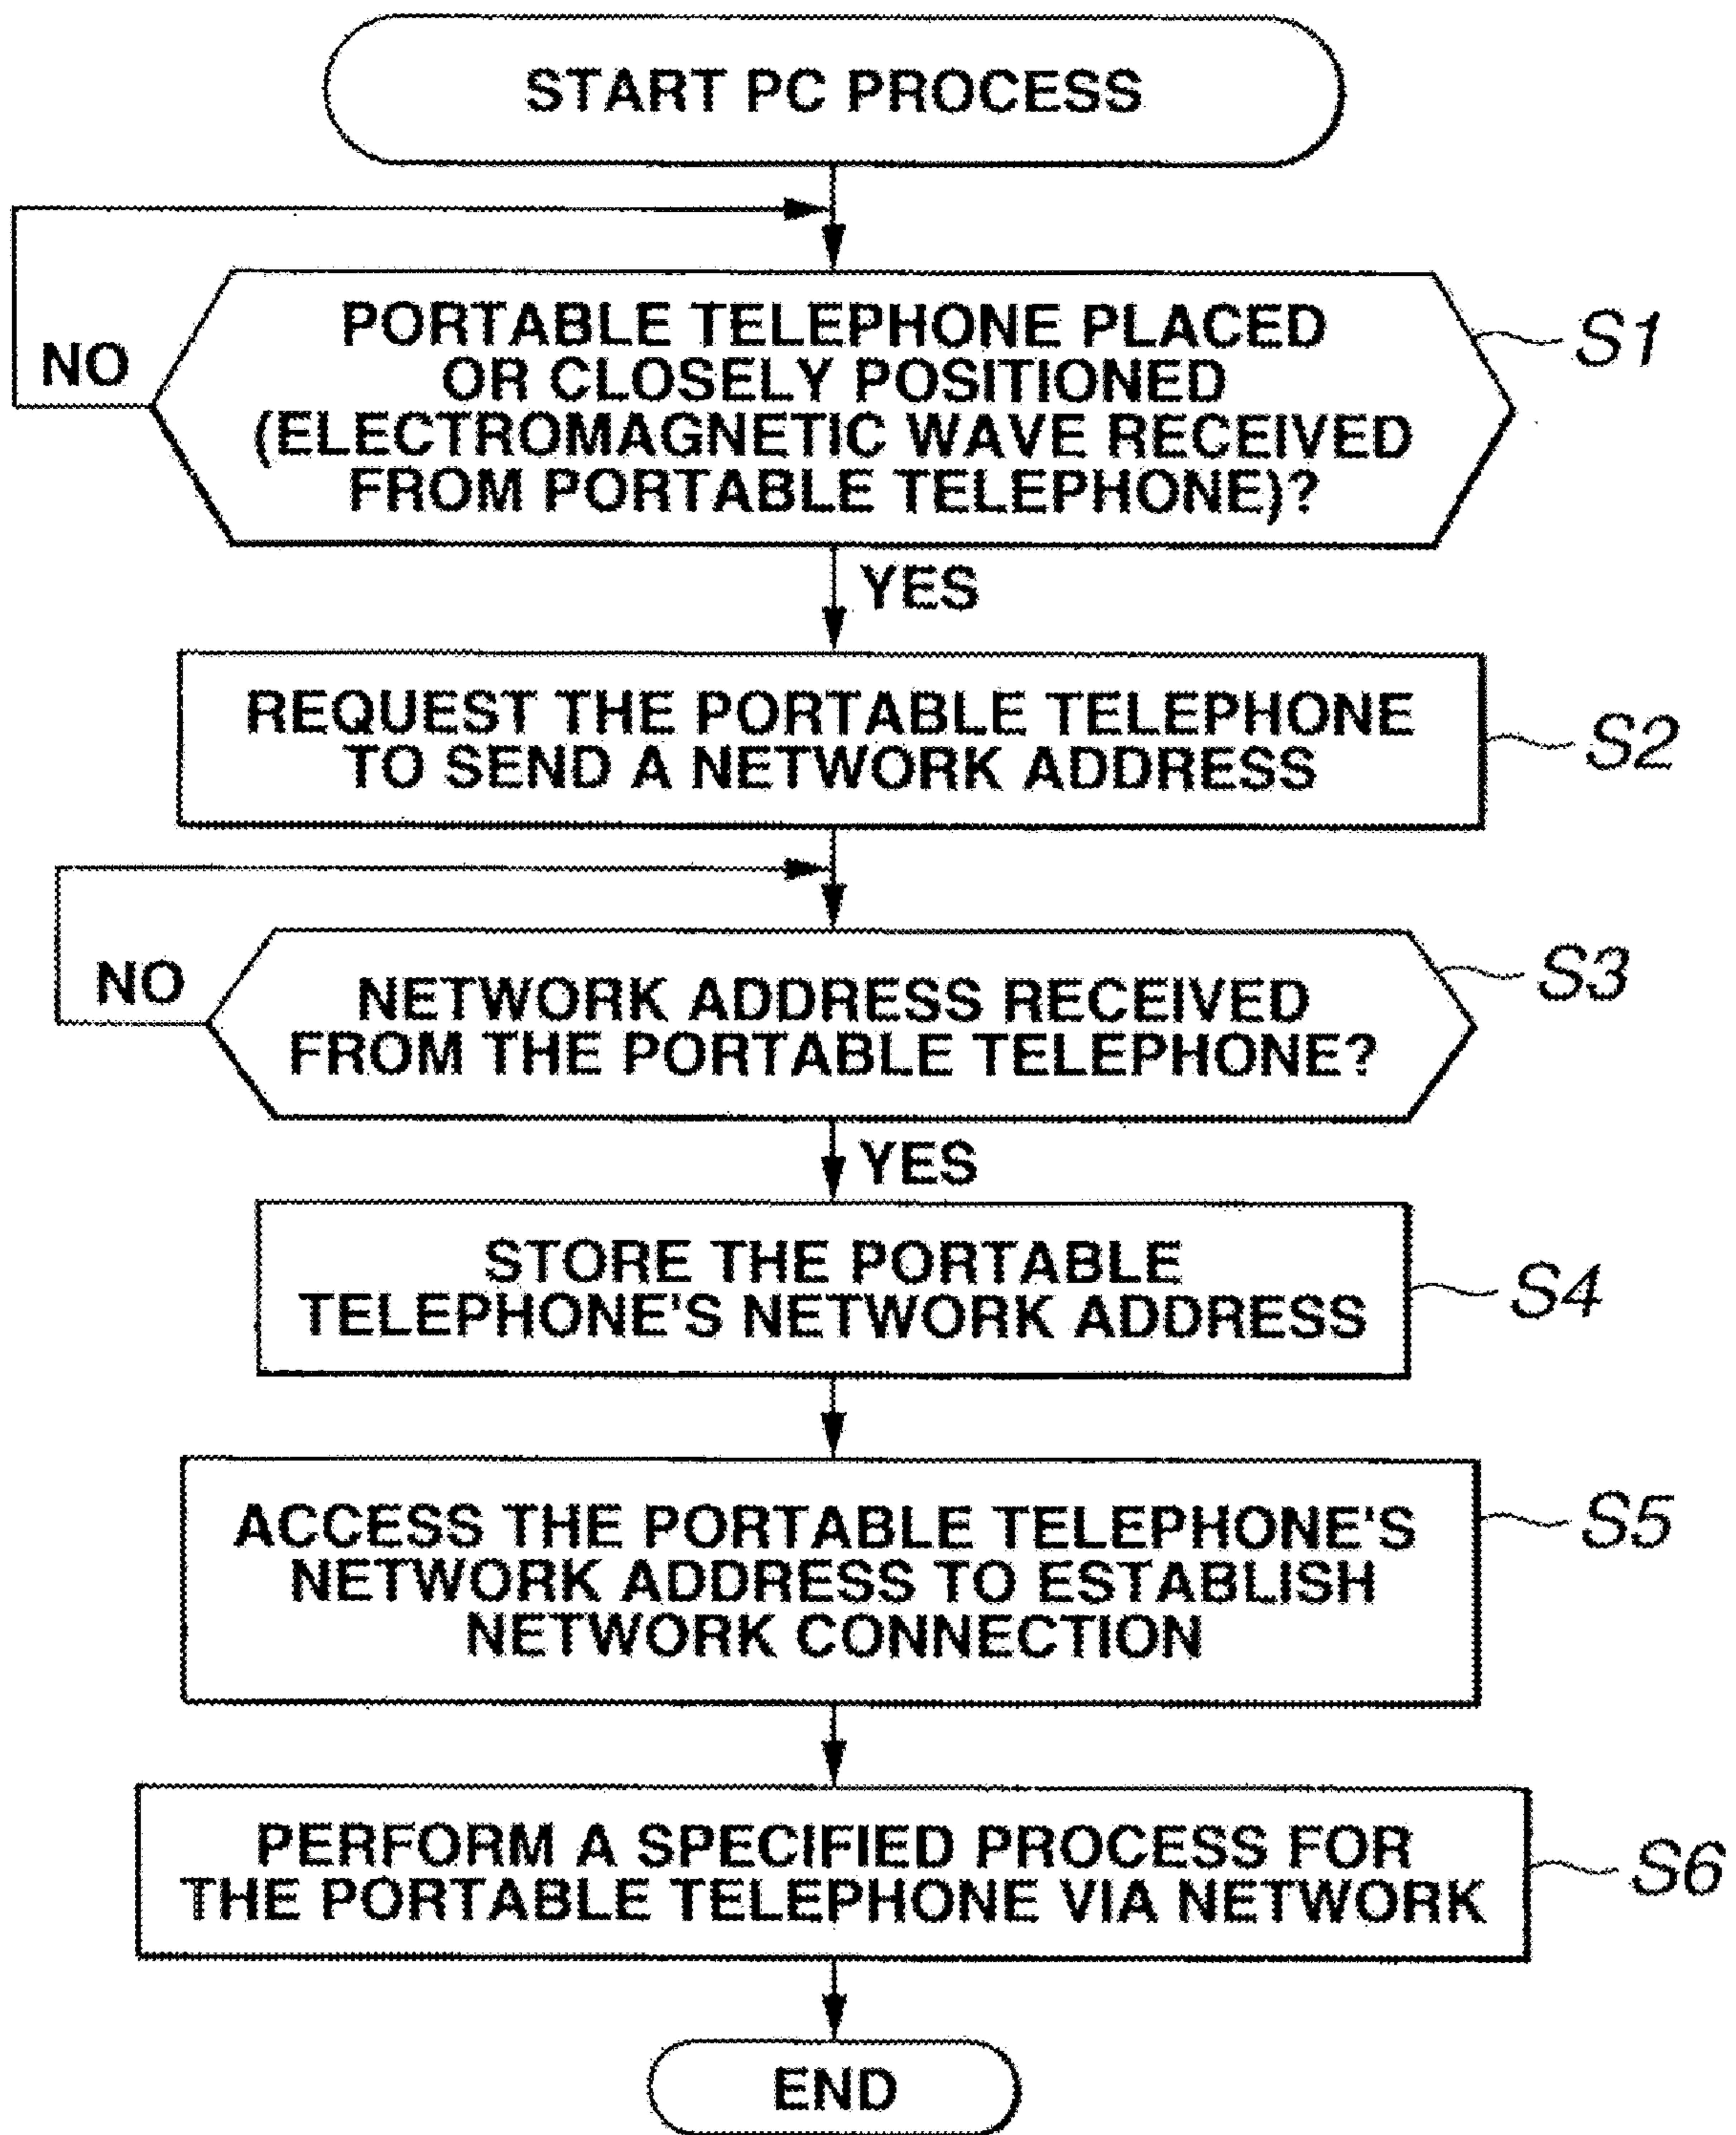 START PC PROCESS
PORTABLE TELEPHONE PLACED
OR CLOSELY POSITIONED
(ELECTROMAGNETIC WAVE RECEIVED
FROM PORTABLE TELEPHONE)?
S1
NO
YES
REQUEST THE PORTABLE TELEPHONE
TO SEND A NETWORK ADDRESS
S2
NETWORK ADDRESS RECEIVED
FROM THE PORTABLE TELEPHONE?
S3
NO
YES
STORE THE PORTABLE
TELEPHONE'S NETWORK ADDRESS
S4
ACCESS THE PORTABLE TELEPHONE'S
NETWORK ADDRESS TO ESTABLISH
NETWORK CONNECTION
S5
PERFORM A SPECIFIED PROCESS FOR
THE PORTABLE TELEPHONE VIA NETWORK
S6
END